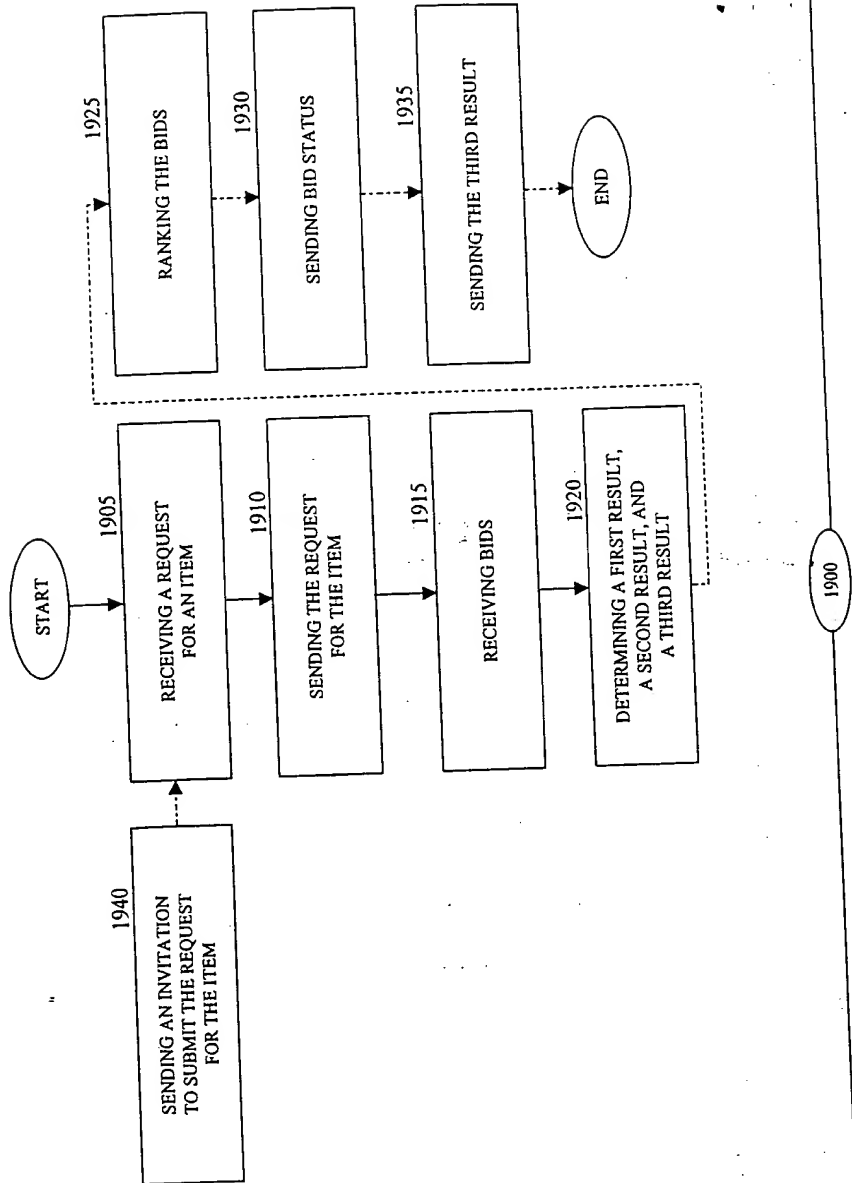 START
1905
RECEIVING A REQUEST
FOR AN ITEM
1910
SENDING THE REQUEST
FOR THE ITEM
1915
RECEIVING BIDS
1920
DETERMINING A FIRST RESULT,
A SECOND RESULT, AND
A THIRD RESULT
1925
RANKING THE BIDS
1930
SENDING BID STATUS
1935
SENDING THE THIRD RESULT
END
1940
SENDING AN INVITATION
TO SUBMIT THE REQUEST
FOR THE ITEM
1900